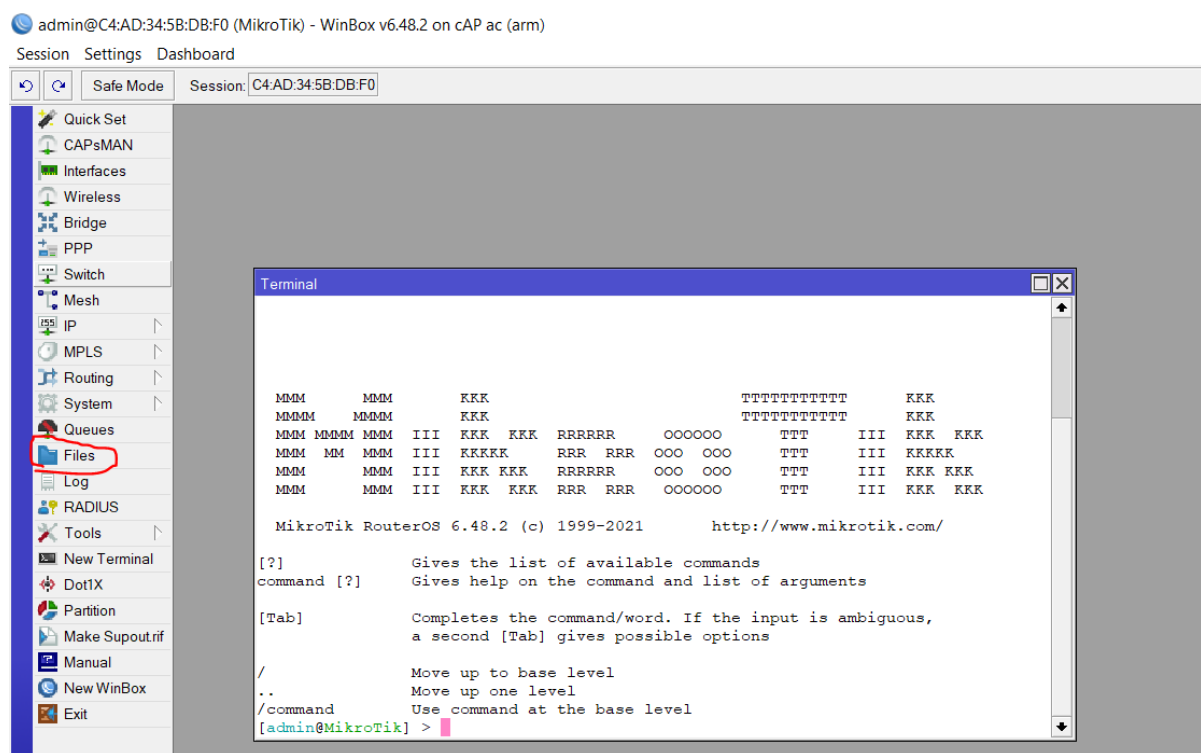 admin@C4:AD:34:5B:DB:F0 (MikroTik) - WinBox v6.48.2 on cAP ac (arm)
Session Settings Dashboard
Safe Mode Session: C4:AD:34:5B:DB:F0
Quick Set
CAPsMAN
Interfaces
Wireless
Bridge
PPP
Switch
Mesh
IP
MPLS
Routing
System
Queues
Files
Log
RADIUS
Tools
New Terminal
Dot1X
Partition
Make Supout.rif
Manual
New WinBox
Exit
Terminal
MMM      MMM       KKK                          TTTTTTTTTTT      KKK
MMMM    MMMM       KKK                          TTTTTTTTTTT      KKK
MMM MMMM MMM  III  KKK  KKK  RRRRRR     OOOOOO      TTT     III  KKK  KKK
MMM  MM  MMM  III  KKKKK     RRR  RRR  OOO  OOO     TTT     III  KKKKK
MMM      MMM  III  KKK KKK   RRRRRR    OOO  OOO     TTT     III  KKK KKK
MMM      MMM  III  KKK  KKK  RRR  RRR   OOOOOO      TTT     III  KKK  KKK
MikroTik RouterOS 6.48.2 (c) 1999-2021       http://www.mikrotik.com/
[?]             Gives the list of available commands
command [?]     Gives help on the command and list of arguments
[Tab]           Completes the command/word. If the input is ambiguous,
a second [Tab] gives possible options
/               Move up to base level
..              Move up one level
/command        Use command at the base level
[admin@MikroTik] >